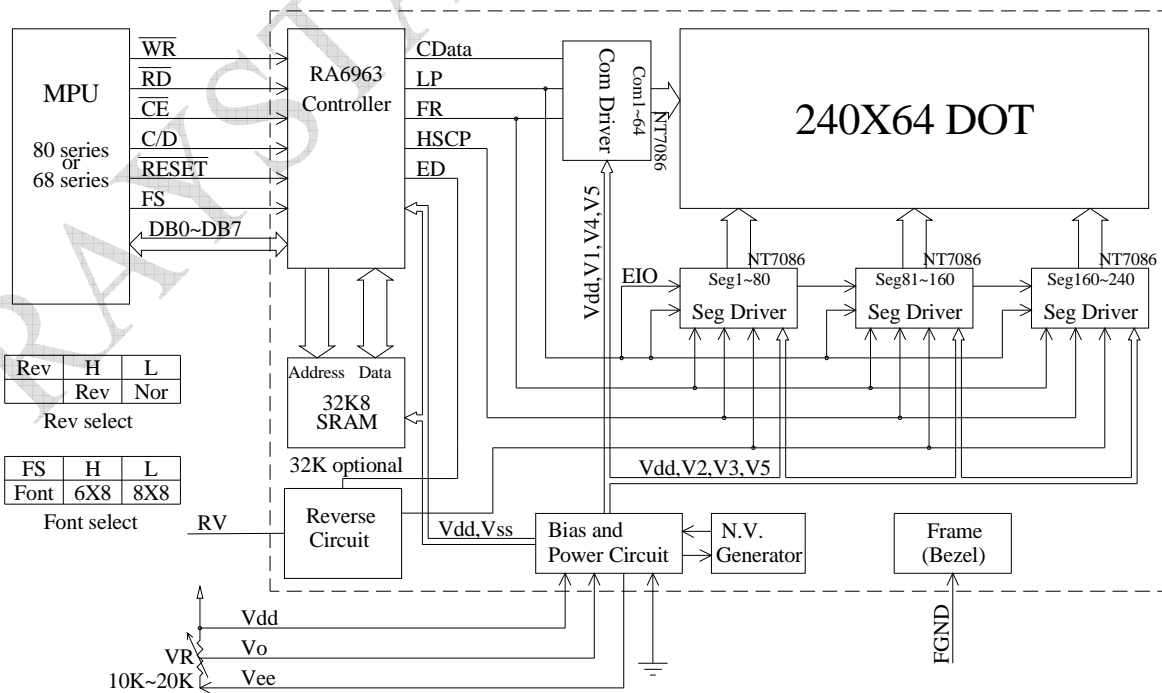 RAYSTA
MPU
80 series
or
68 series
WR
RD
CE
C/D
RESET
FS
DB0~DB7
RA6963
Controller
CData
LP
FR
HSCP
ED
Com Driver
Com1~64
NT7086
240X64 DOT
Vdd,V1,V4,V5
EIO
NT7086
Seg1~80
Seg Driver
NT7086
Seg81~160
Seg Driver
NT7086
Seg160~240
Seg Driver
Address Data
32K8
SRAM
32K optional
Rev H L
Rev Nor
Rev select
FS H L
Font 6X8 8X8
Font select
RV
Reverse
Circuit
Vdd,Vss
Vdd,V2,V3,V5
Bias and
Power Circuit
N.V.
Generator
Frame
(Bezel)
FGND
Vdd
Vo
Vee
VR
10K~20K